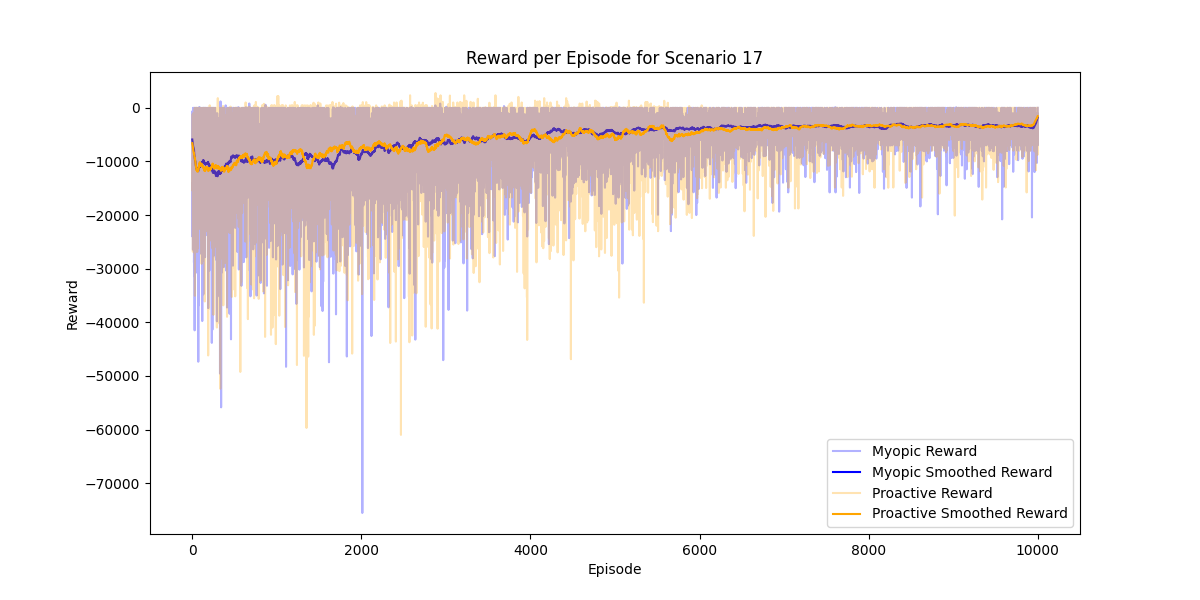 Reward per Episode for Scenario 17
0
−10000
−20000
−30000
−40000
−50000
−60000
−70000
Reward
0
2000
4000
6000
8000
10000
Episode
Myopic Reward
Myopic Smoothed Reward
Proactive Reward
Proactive Smoothed Reward